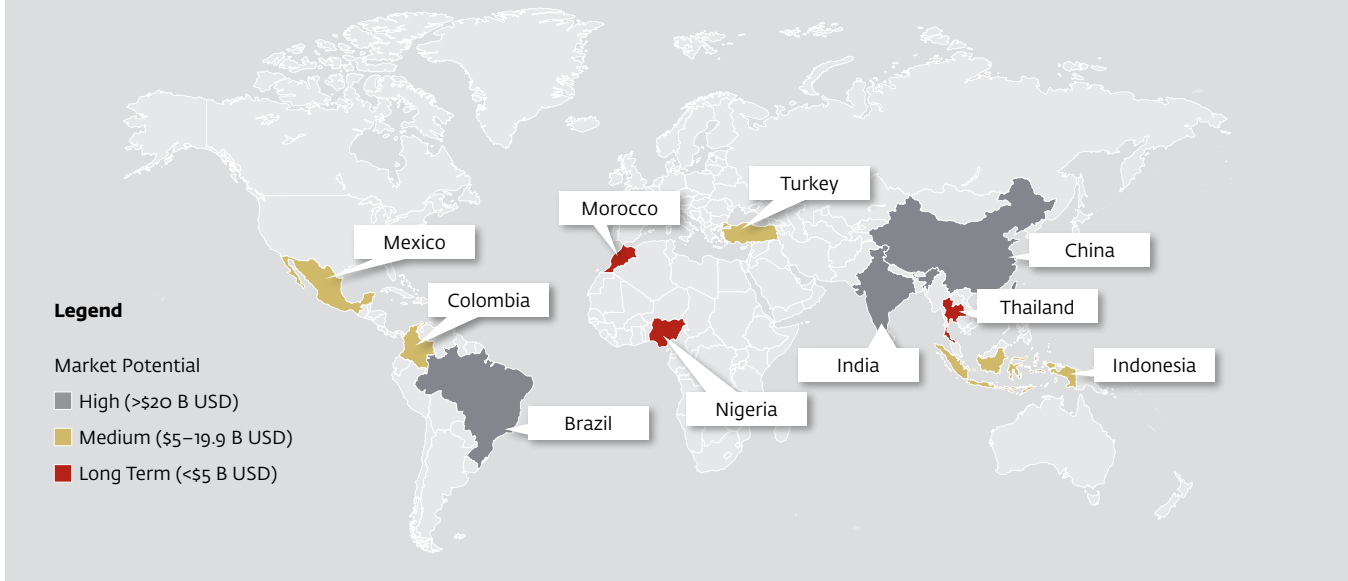 Turkey
Morocco
Mexico
China
Colombia
Thailand
India
Indonesia
Nigeria
Brazil
Legend
Market Potential
High (>$20 B USD)
Medium ($5–19.9 B USD)
Long Term (<$5 B USD)